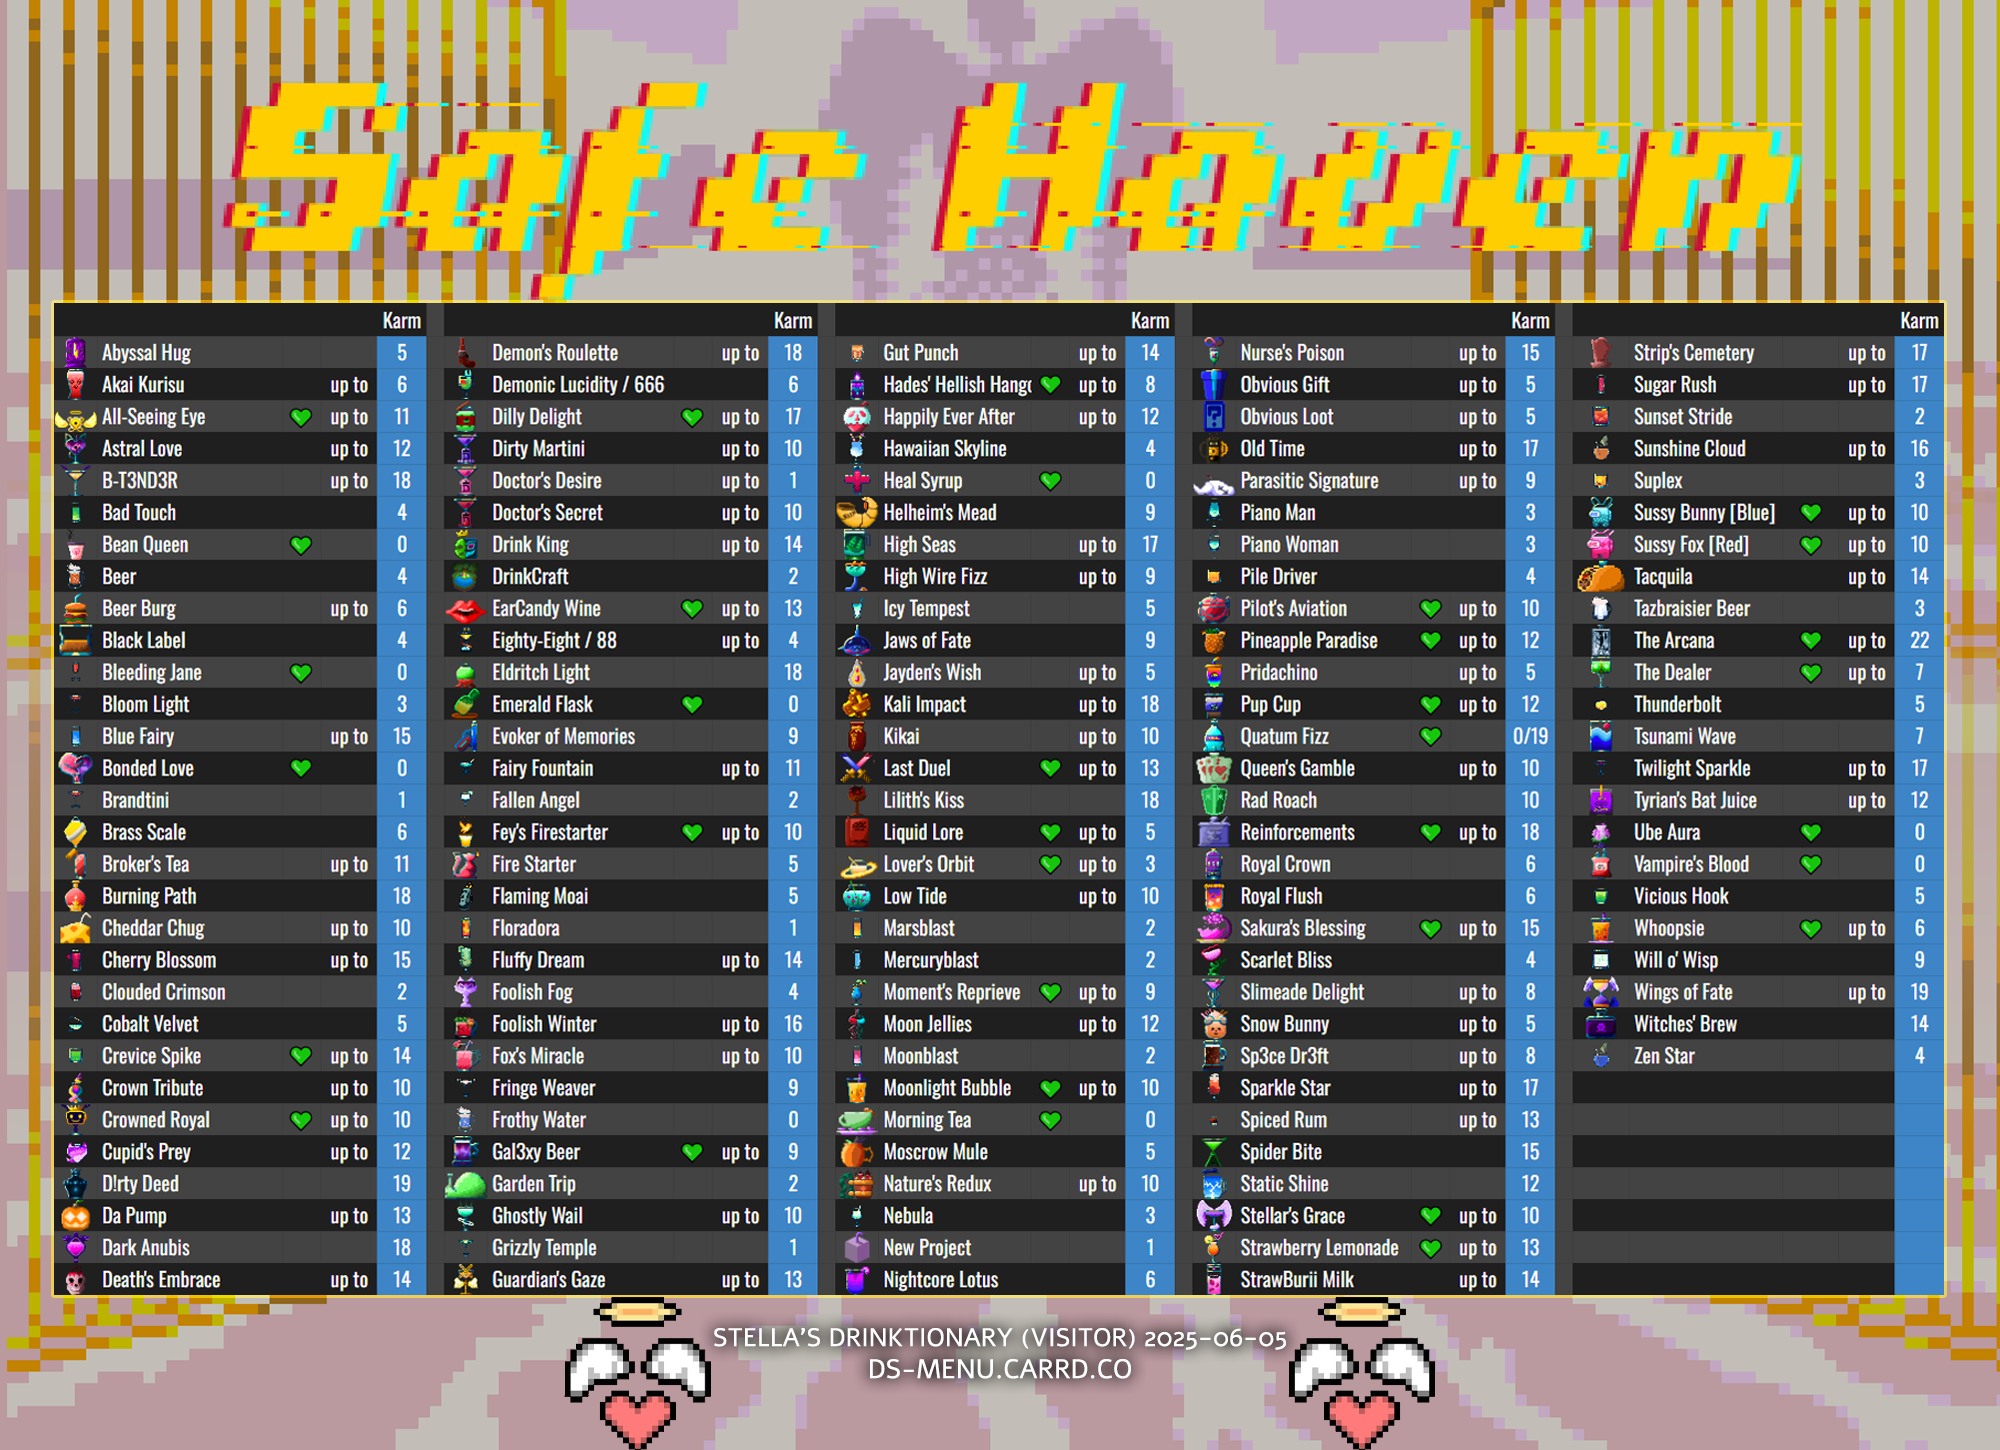 Safe Haven
Karm
Abyssal Hug 5
Akai Kurisu up to 6
All-Seeing Eye up to 11
Astral Love up to 12
B-T3ND3R up to 18
Bad Touch 4
Bean Queen 0
Beer 4
Beer Burg up to 6
Black Label 4
Bleeding Jane 0
Bloom Light 3
Blue Fairy up to 15
Bonded Love 0
Brandtini 1
Brass Scale 6
Broker's Tea up to 11
Burning Path 18
Cheddar Chug up to 10
Cherry Blossom up to 15
Clouded Crimson 2
Cobalt Velvet 5
Crevice Spike up to 14
Crown Tribute up to 10
Crowned Royal up to 10
Cupid's Prey up to 12
D!rty Deed 19
Da Pump up to 13
Dark Anubis 18
Death's Embrace up to 14
Karm
Demon's Roulette up to 18
Demonic Lucidity / 666 6
Dilly Delight up to 17
Dirty Martini up to 10
Doctor's Desire up to 1
Doctor's Secret up to 10
Drink King up to 14
DrinkCraft 2
EarCandy Wine up to 13
Eighty-Eight / 88 up to 4
Eldritch Light 18
Emerald Flask 0
Evoker of Memories 9
Fairy Fountain up to 11
Fallen Angel 2
Fey's Firestarter up to 10
Fire Starter 5
Flaming Moai 5
Floradora 1
Fluffy Dream up to 14
Foolish Fog 4
Foolish Winter up to 16
Fox's Miracle up to 10
Fringe Weaver 9
Frothy Water 0
Gal3xy Beer up to 9
Garden Trip 2
Ghostly Wail up to 10
Grizzly Temple 1
Guardian's Gaze up to 13
Karm
Gut Punch up to 14
Hades' Hellish Hang up to 8
Happily Ever After up to 12
Hawaiian Skyline 4
Heal Syrup 0
Helheim's Mead 9
High Seas up to 17
High Wire Fizz up to 9
Icy Tempest 5
Jaws of Fate 9
Jayden's Wish up to 5
Kali Impact up to 18
Kikai up to 10
Last Duel up to 13
Lilith's Kiss 18
Liquid Lore up to 5
Lover's Orbit up to 3
Low Tide up to 10
Marsblast 2
Mercuryblast 2
Moment's Reprieve up to 9
Moon Jellies up to 12
Moonblast 2
Moonlight Bubble up to 10
Morning Tea 0
Moscrow Mule 5
Nature's Redux up to 10
Nebula 3
New Project 1
Nightcore Lotus 6
Karm
Nurse's Poison up to 15
Obvious Gift up to 5
Obvious Loot up to 5
Old Time up to 17
Parasitic Signature up to 9
Piano Man 3
Piano Woman 3
Pile Driver 4
Pilot's Aviation up to 10
Pineapple Paradise up to 12
Pridachino up to 5
Pup Cup up to 12
Quatum Fizz 0/19
Queen's Gamble up to 10
Rad Roach 10
Reinforcements up to 18
Royal Crown 6
Royal Flush 6
Sakura's Blessing up to 15
Scarlet Bliss 4
Slimeade Delight up to 8
Snow Bunny up to 5
Sp3ce Dr3ft up to 8
Sparkle Star up to 17
Spiced Rum up to 13
Spider Bite 15
Static Shine 12
Stellar's Grace up to 10
Strawberry Lemonade up to 13
StrawBurii Milk up to 14
Karm
Strip's Cemetery up to 17
Sugar Rush up to 17
Sunset Stride 2
Sunshine Cloud up to 16
Suplex 3
Sussy Bunny [Blue] up to 10
Sussy Fox [Red] up to 10
Tacquila up to 14
Tazbraisier Beer 3
The Arcana up to 22
The Dealer up to 7
Thunderbolt 5
Tsunami Wave 7
Twilight Sparkle up to 17
Tyrian's Bat Juice up to 12
Ube Aura 0
Vampire's Blood 0
Vicious Hook 5
Whoopsie up to 6
Will o' Wisp 9
Wings of Fate up to 19
Witches' Brew 14
Zen Star 4
STELLA'S DRINKTIONARY (VISITOR) 2025-06-05
DS-MENU.CARRD.CO